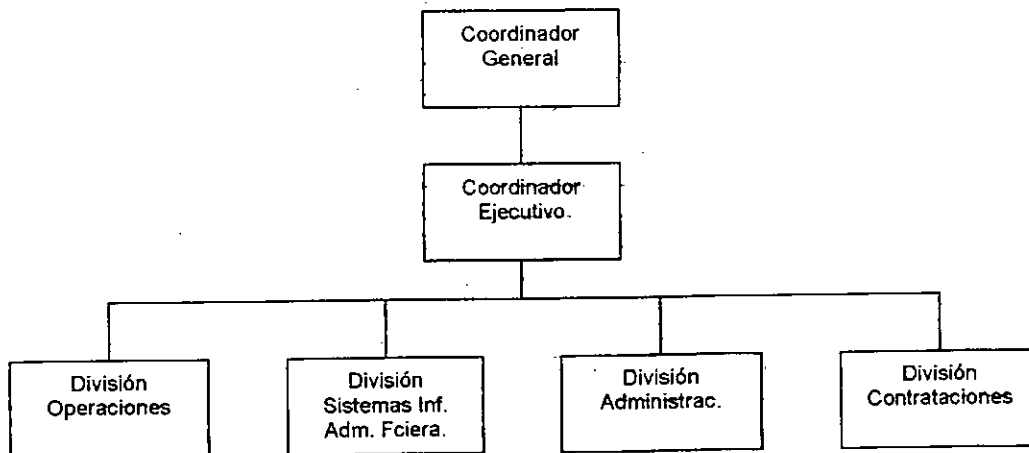 Coordinador
General
Coordinador
Ejecutivo.
División
Operaciones
División
Sistemas Inf.
Adm. Fciera.
División
Administrac.
División
Contrataciones